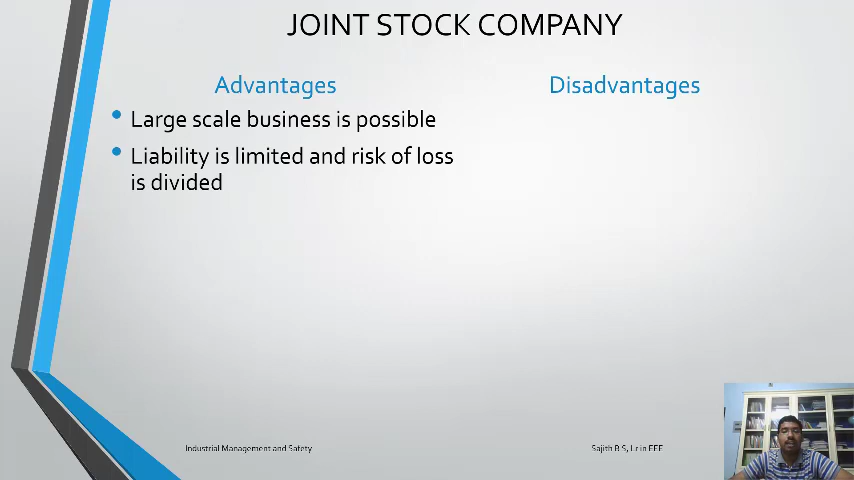 JOINT STOCK COMPANY
Advantages
Disadvantages
• Large scale business is possible
• Liability is limited and risk of loss
is divided
Industrial Management and Safety
Sajith B S, Lr in EEE